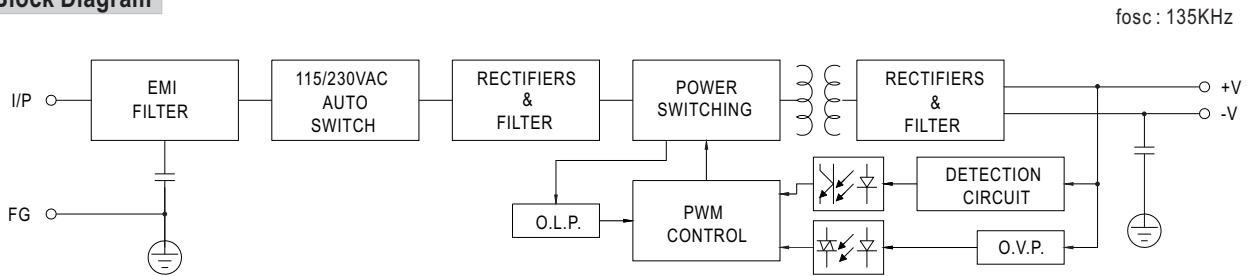 Block Diagram
fosc : 135KHz
I/P
EMI
FILTER
115/230VAC
AUTO
SWITCH
RECTIFIERS
&
FILTER
POWER
SWITCHING
RECTIFIERS
&
FILTER
+V
-V
FG
O.L.P.
PWM
CONTROL
DETECTION
CIRCUIT
O.V.P.